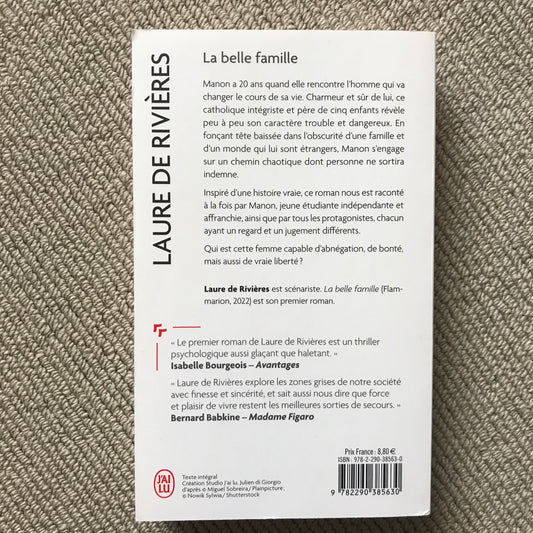 LAURE DE RIVIÈRES
La belle famille
Manon a 20 ans quand elle rencontre l'homme qui va
changer le cours de sa vie. Charmeur et sûr de lui, ce
catholique intégriste et père de cinq enfants révèle
peu à peu son caractère trouble et dangereux. En
fonçant tête baissée dans l'obscurité d'une famille et
d'un monde qui lui sont étrangers, Manon s'engage
sur un chemin chaotique dont personne ne sortira
indemne.
Inspiré d'une histoire vraie, ce roman nous est raconté
à la fois par Manon, jeune étudiante indépendante et
affranchie, ainsi que par tous les protagonistes, chacun
ayant un regard et un jugement différents.
Qui est cette femme capable d'abnégation, de bonté,
mais aussi de vraie liberté ?
Laure de Rivières est scénariste. La belle famille (Flam-
marion, 2022) est son premier roman.
« Le premier roman de Laure de Rivières est un thriller
psychologique aussi glaçant que haletant. »
Isabelle Bourgeois – Avantages
« Laure de Rivières explore les zones grises de notre société
avec finesse et sincérité, et sait aussi nous dire que force
et plaisir de vivre restent les meilleures sorties de secours. »
Bernard Babkine – Madame Figaro
J'AI
LU
Texte intégral
Création Studio J'ai lu. Julien di Giorgio
d'après © Miguel Sobreira / Plainpicture;
© Nowik Sylwia / Shutterstock
Prix France : 8,80 €
ISBN : 978-2-290-38563-0
9 782290 385630